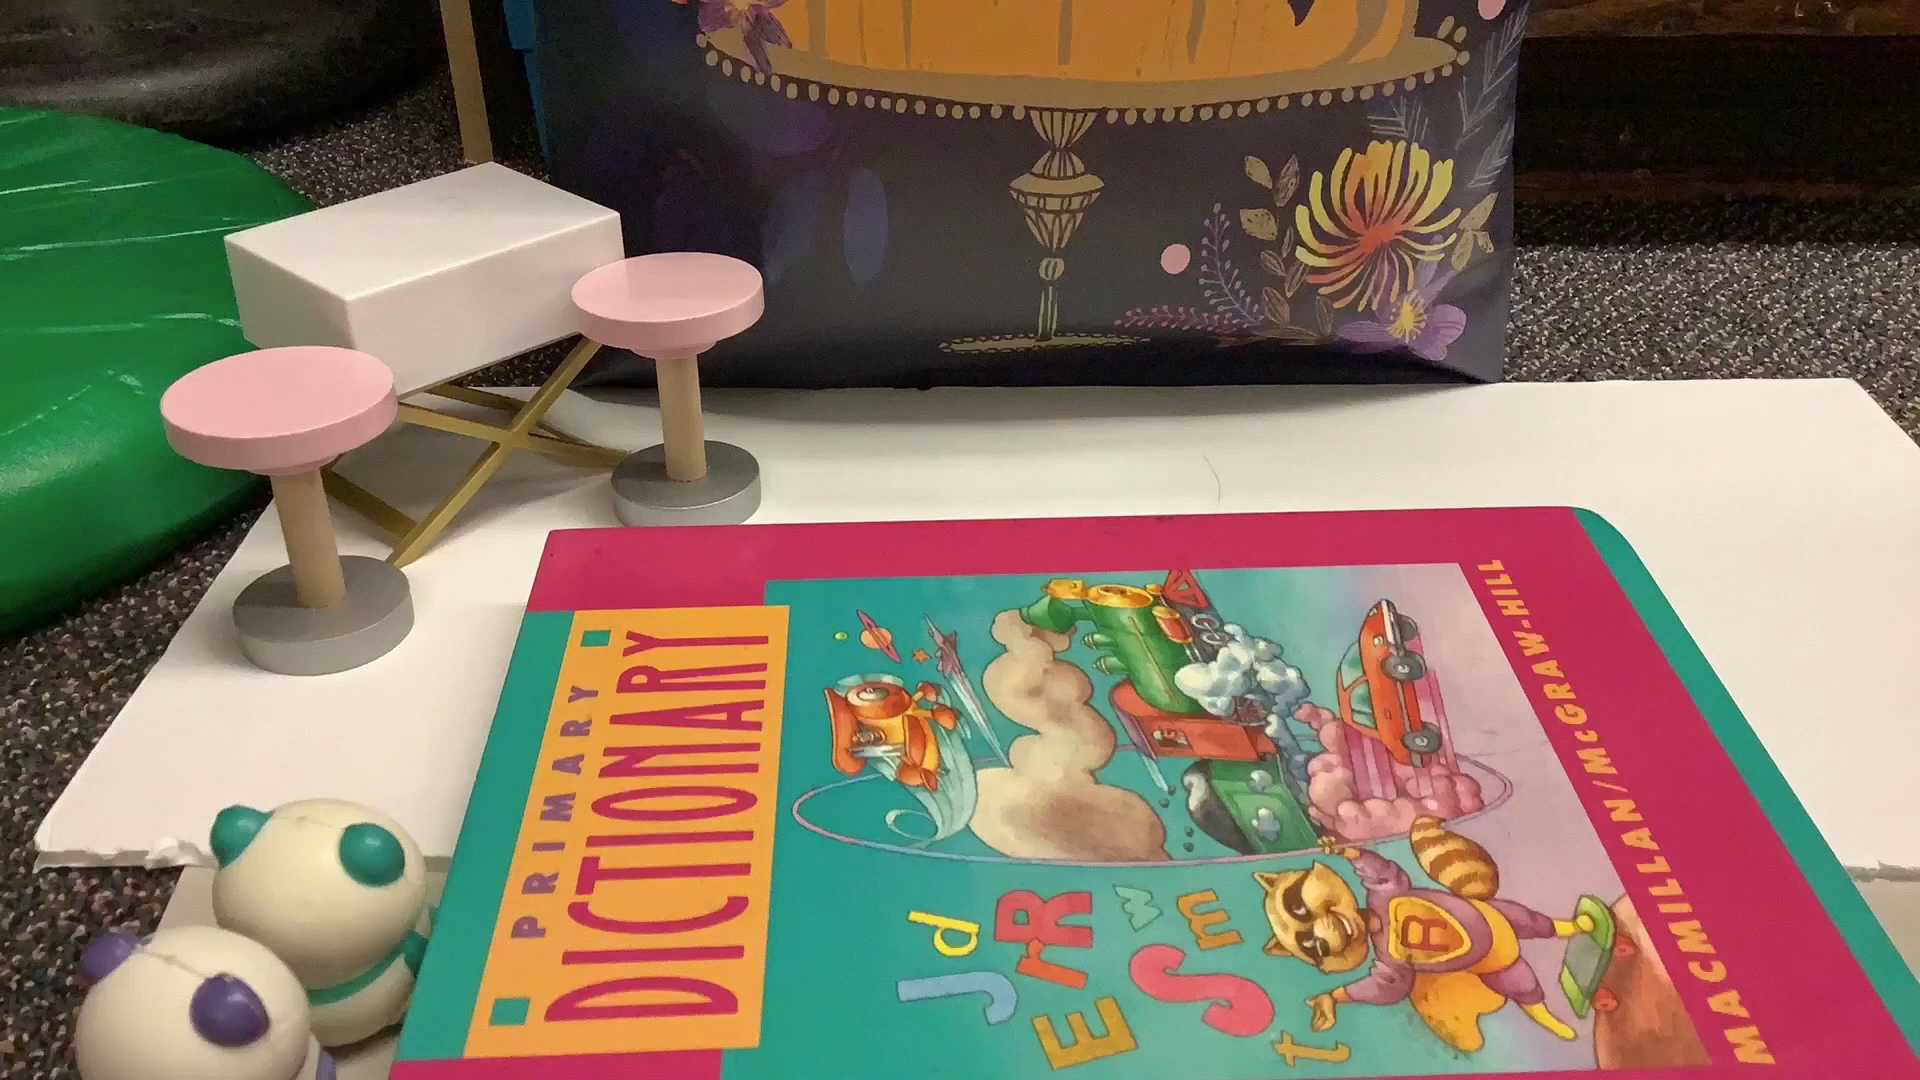 PRIMARY
DICTIONARY
J d
E r R
S m w
t
R
MACMILLAN/McGRAW-HILL